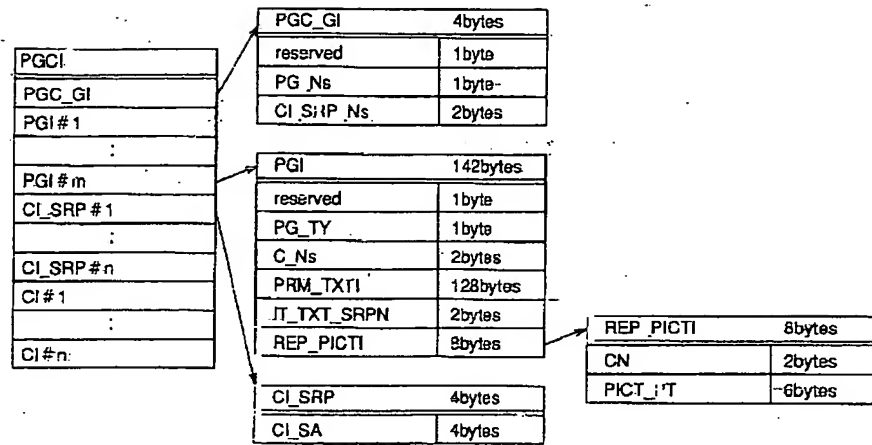 PGCI
PGC_GI
PGI#1
:
PGI#m
CI_SRP#1
:
CI_SRP#n
CI#1
:
CI#n
PGC_GI 4bytes
reserved 1byte
PG_Ns 1byte
CI_SRP_Ns 2bytes
PGI 142bytes
reserved 1byte
PG_TY 1byte
C_Ns 2bytes
PRM_TXTI 128bytes
IT_TXT_SRPN 2bytes
REP_PICTI 8bytes
CI_SRP 4bytes
CI_SA 4bytes
REP_PICTI 8bytes
CN 2bytes
PICT_PT 6bytes